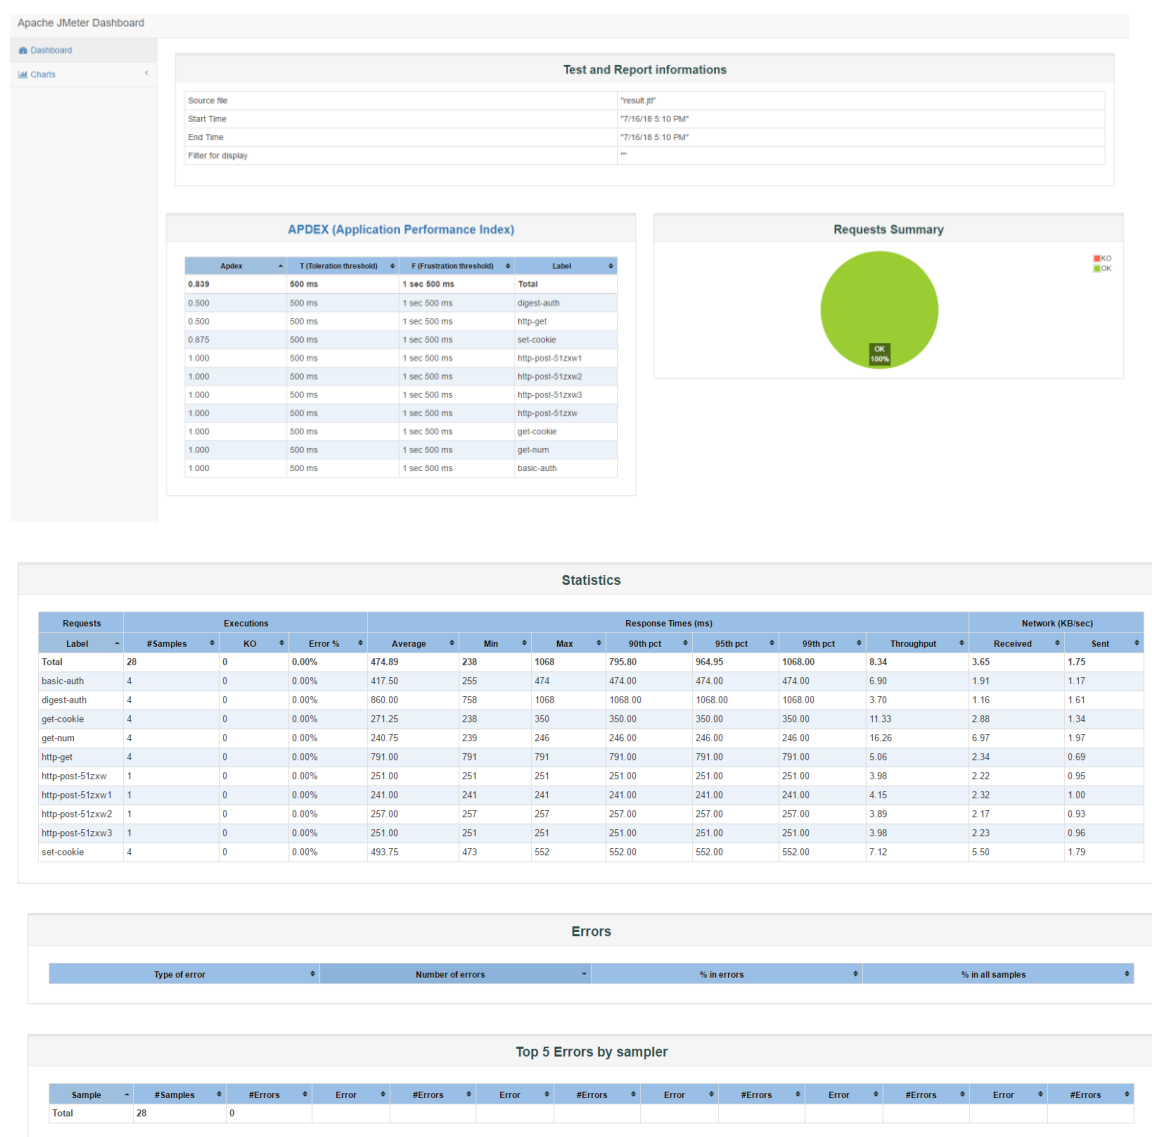 Apache JMeter Dashboard
Dashboard
Charts
Test and Report informations
Source file "result.jtl"
Start Time "7/16/18 5:10 PM"
End Time "7/16/18 5:10 PM"
Filter for display ""
APDEX (Application Performance Index)
Apdex T (Toleration threshold) F (Frustration threshold) Label
0.839 500 ms 1 sec 500 ms Total
0.500 500 ms 1 sec 500 ms digest-auth
0.500 500 ms 1 sec 500 ms http-get
0.875 500 ms 1 sec 500 ms set-cookie
1.000 500 ms 1 sec 500 ms http-post-51zxw1
1.000 500 ms 1 sec 500 ms http-post-51zxw2
1.000 500 ms 1 sec 500 ms http-post-51zxw3
1.000 500 ms 1 sec 500 ms http-post-51zxw
1.000 500 ms 1 sec 500 ms get-cookie
1.000 500 ms 1 sec 500 ms get-num
1.000 500 ms 1 sec 500 ms basic-auth
Requests Summary
KO
OK
OK
100%
Statistics
Requests Executions Response Times (ms) Network (KB/sec)
Label #Samples KO Error % Average Min Max 90th pct 95th pct 99th pct Throughput Received Sent
Total 28 0 0.00% 474.89 238 1068 795.80 964.95 1068.00 8.34 3.65 1.75
basic-auth 4 0 0.00% 417.50 255 474 474.00 474.00 474.00 6.90 1.91 1.17
digest-auth 4 0 0.00% 860.00 758 1068 1068.00 1068.00 1068.00 3.70 1.16 1.61
get-cookie 4 0 0.00% 271.25 238 350 350.00 350.00 350.00 11.33 2.88 1.34
get-num 4 0 0.00% 240.75 239 246 246.00 246.00 246.00 16.26 6.97 1.97
http-get 4 0 0.00% 791.00 791 791 791.00 791.00 791.00 5.06 2.34 0.69
http-post-51zxw 1 0 0.00% 251.00 251 251 251.00 251.00 251.00 3.98 2.22 0.95
http-post-51zxw1 1 0 0.00% 241.00 241 241 241.00 241.00 241.00 4.15 2.32 1.00
http-post-51zxw2 1 0 0.00% 257.00 257 257 257.00 257.00 257.00 3.89 2.17 0.93
http-post-51zxw3 1 0 0.00% 251.00 251 251 251.00 251.00 251.00 3.98 2.23 0.96
set-cookie 4 0 0.00% 493.75 473 552 552.00 552.00 552.00 7.12 5.50 1.79
Errors
Type of error Number of errors % in errors % in all samples
Top 5 Errors by sampler
Sample #Samples #Errors Error #Errors Error #Errors Error #Errors Error #Errors Error #Errors
Total 28 0